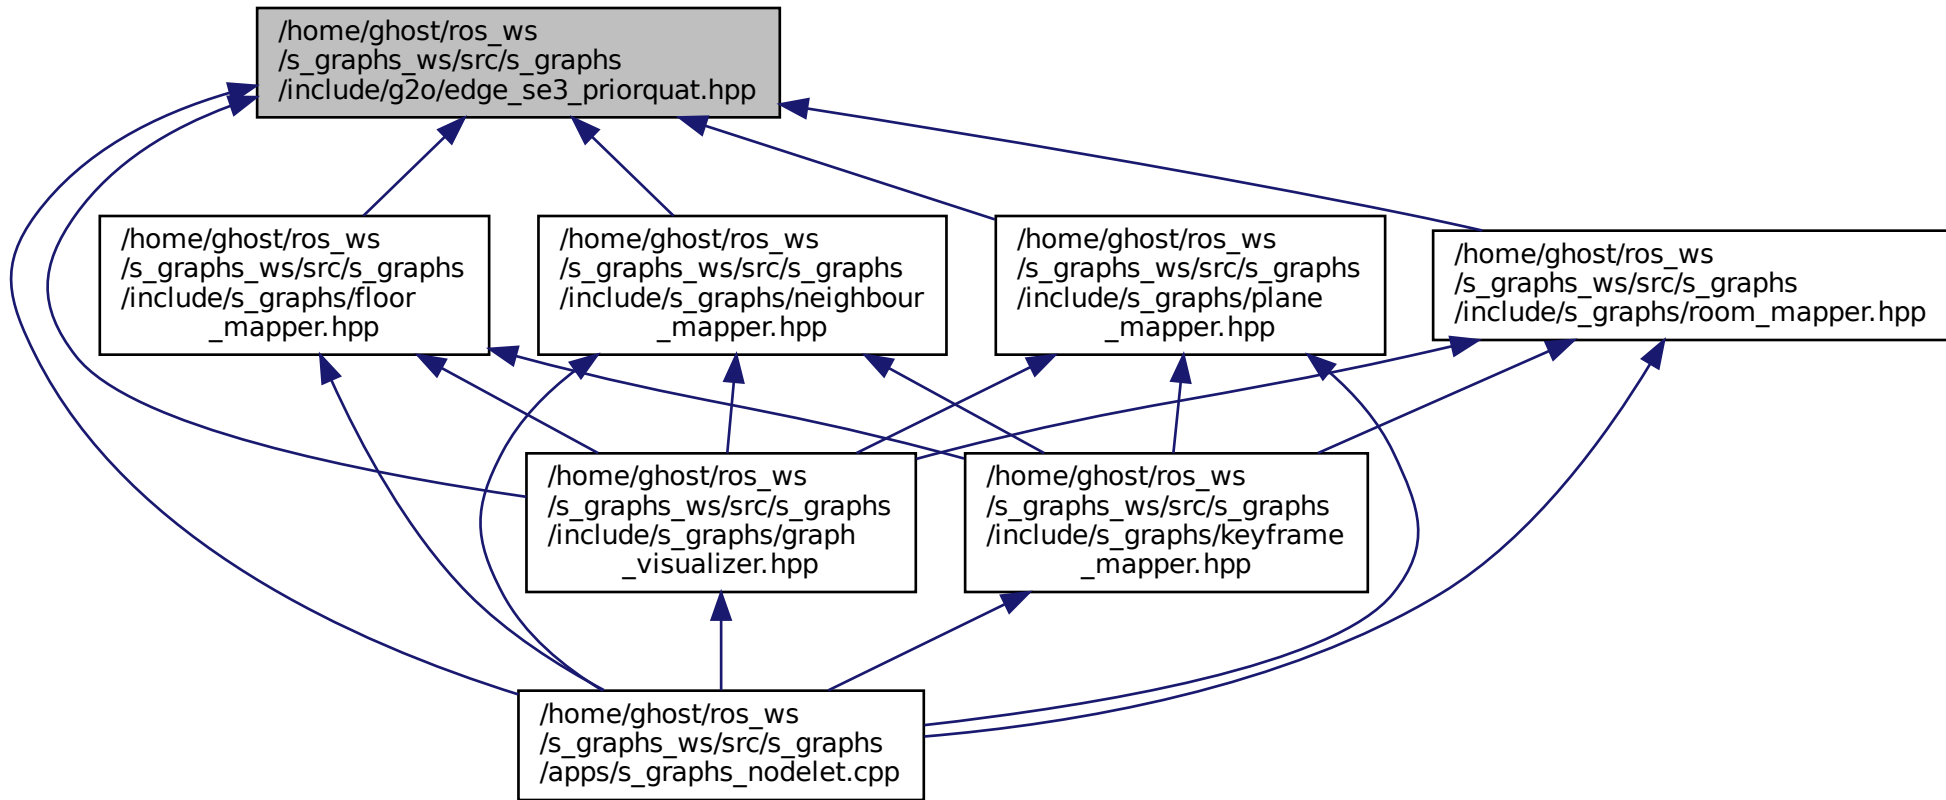 /home/ghost/ros_ws
/s_graphs_ws/src/s_graphs
/include/g2o/edge_se3_priorquat.hpp
/home/ghost/ros_ws
/s_graphs_ws/src/s_graphs
/include/s_graphs/floor
_mapper.hpp
/home/ghost/ros_ws
/s_graphs_ws/src/s_graphs
/include/s_graphs/neighbour
_mapper.hpp
/home/ghost/ros_ws
/s_graphs_ws/src/s_graphs
/include/s_graphs/plane
_mapper.hpp
/home/ghost/ros_ws
/s_graphs_ws/src/s_graphs
/include/s_graphs/room_mapper.hpp
/home/ghost/ros_ws
/s_graphs_ws/src/s_graphs
/include/s_graphs/graph
_visualizer.hpp
/home/ghost/ros_ws
/s_graphs_ws/src/s_graphs
/include/s_graphs/keyframe
_mapper.hpp
/home/ghost/ros_ws
/s_graphs_ws/src/s_graphs
/apps/s_graphs_nodelet.cpp